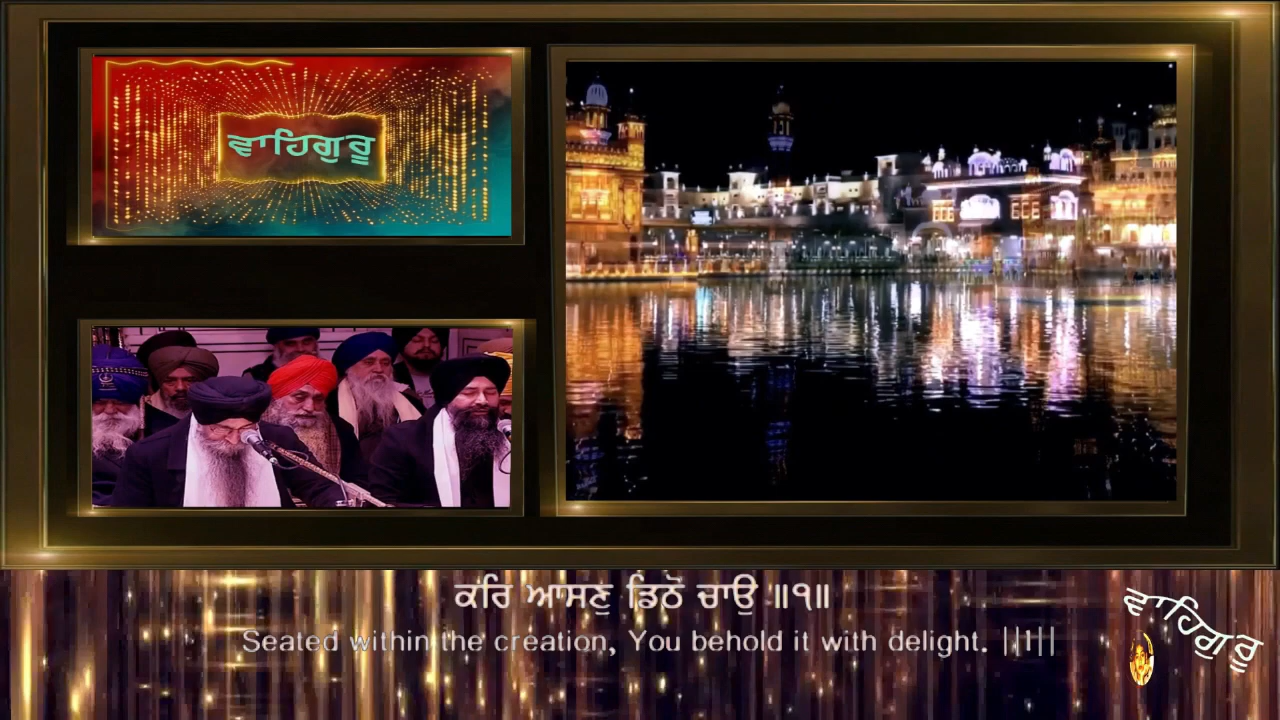 ਵਾਹਿਗੁਰੂ
ਕਰਿ ਆਸਣੁ ਡਿਠੋ ਚਾਉ ॥੧॥
Seated within the creation, You behold it with delight. ||1||
ਵਾਹਿਗੁਰੂ